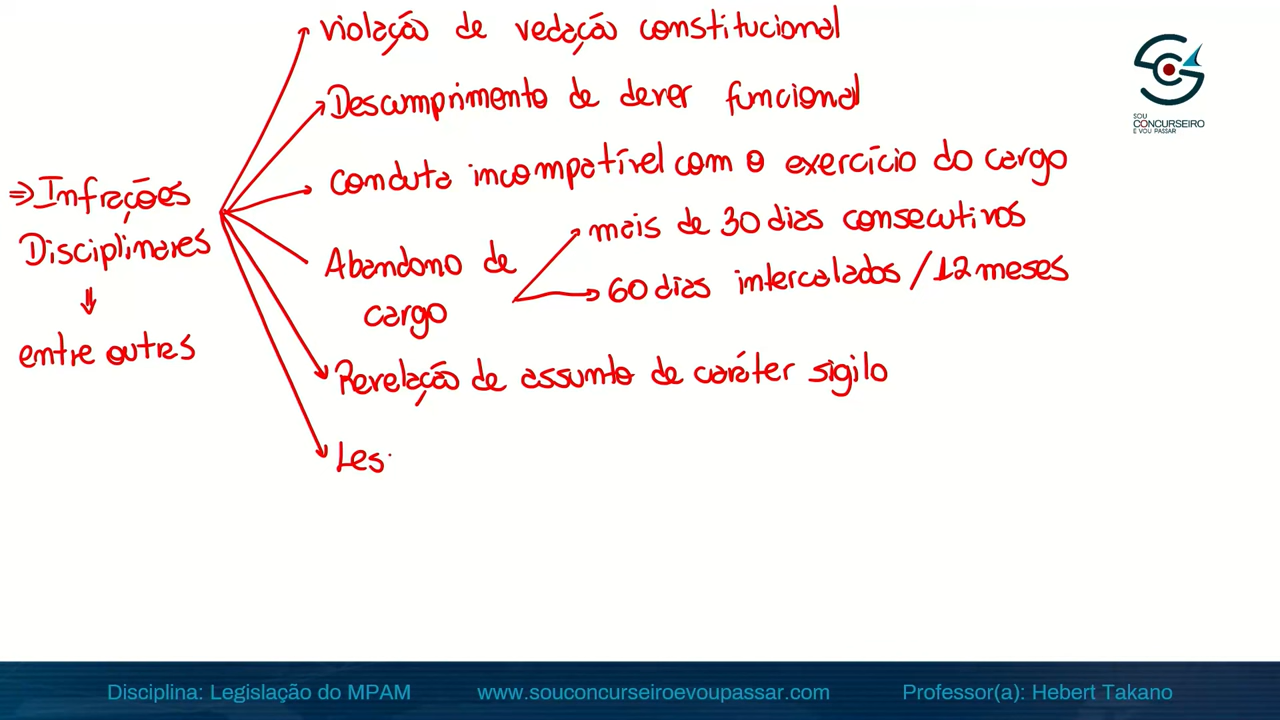 violação de vedação constitucional
Descumprimento de dever funcional
conduta incompatível com o exercício do cargo
⇒ Infrações
Disciplinares
entre outras
Abandono de
cargo
mais de 30 dias consecutivos
60 dias intercalados / 12 meses
Revelação de assunto de caráter sigilo
Les
SOU
CONCURSEIRO
E VOU PASSAR
Disciplina: Legislação do MPAM
www.souconcurseiroevoupassar.com
Professor(a): Hebert Takano